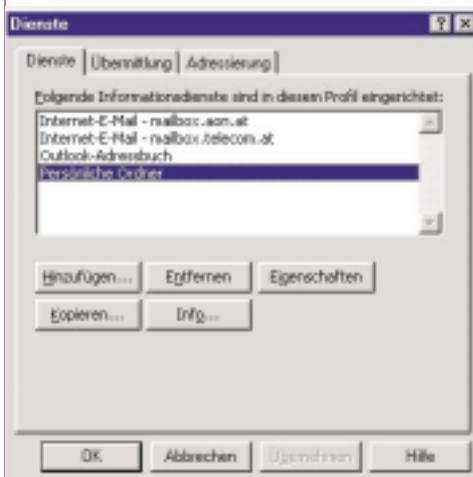 Dienste
Dienste Übermittlung Adressierung
Folgende Informationsdienste sind in diesem Profil eingerichtet:
Internet-E-Mail - mailbox.aon.at
Internet-E-Mail - mailbox.telecom.at
Outlook-Adressbuch
Persönliche Ordner
Hinzufügen... Entfernen Eigenschaften
Kopieren... Info...
OK Abbrechen Übernehmen Hilfe